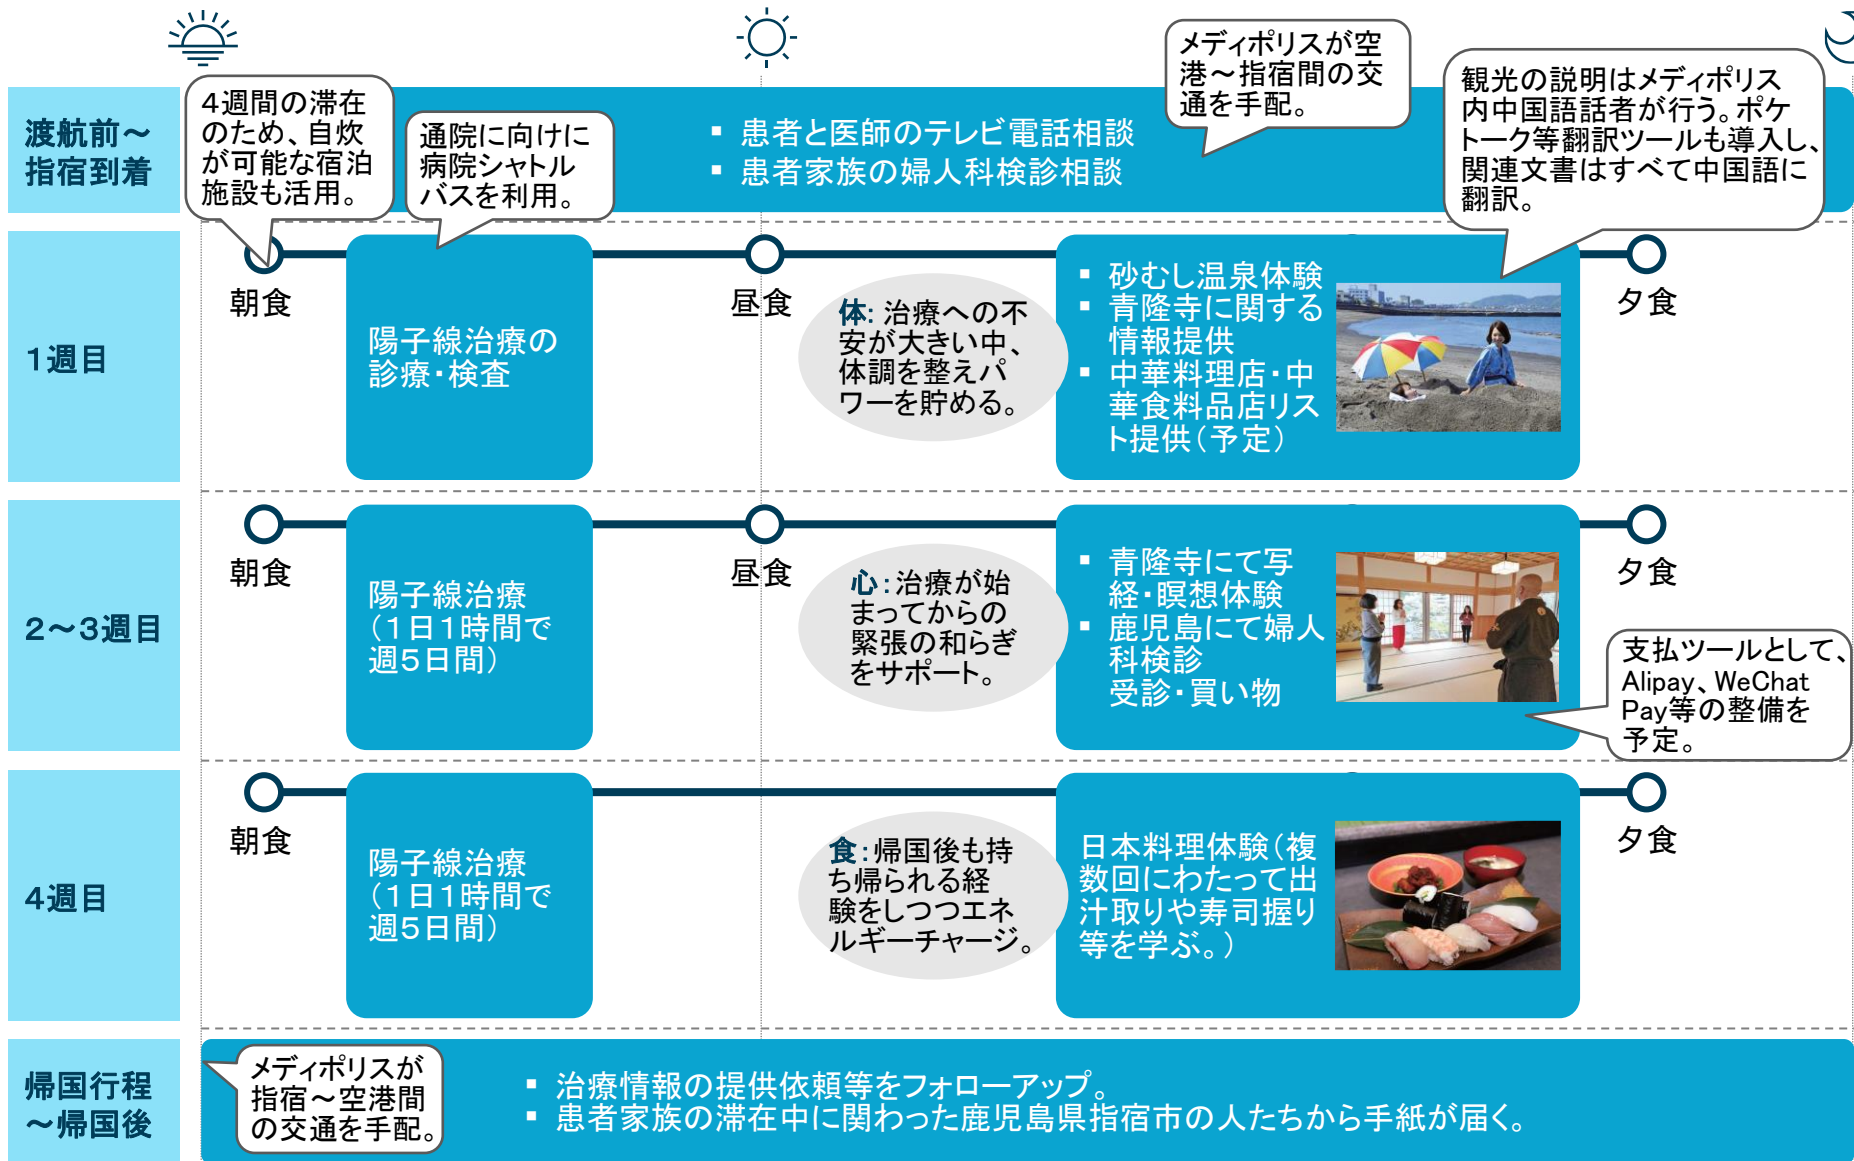 渡航前～
指宿到着
4週間の滞在
のため、自炊
が可能な宿泊
施設も活用。
通院に向けに
病院シャトル
バスを利用。
▪ 患者と医師のテレビ電話相談
▪ 患者家族の婦人科検診相談
メディポリスが空
港～指宿間の交
通を手配。
観光の説明はメディポリス
内中国語話者が行う。ポケ
トーク等翻訳ツールも導入し、
関連文書はすべて中国語に
翻訳。
1週目
朝食
陽子線治療の
診療・検査
昼食
体: 治療への不
安が大きい中、
体調を整えパ
ワーを貯める。
▪ 砂むし温泉体験
▪ 青隆寺に関する
情報提供
▪ 中華料理店・中
華食料品店リス
ト提供（予定）
夕食
2～3週目
朝食
陽子線治療
（1日1時間で
週5日間）
昼食
心:治療が始
まってからの
緊張の和らぎ
をサポート。
▪ 青隆寺にて写
経・瞑想体験
▪ 鹿児島にて婦人
科検診
受診・買い物
夕食
支払ツールとして、
Alipay、WeChat
Pay等の整備を
予定。
4週目
朝食
陽子線治療
（1日1時間で
週5日間）
食:帰国後も持
ち帰られる経
験をしつつエネ
ルギーチャージ。
日本料理体験（複
数回にわたって出
汁取りや寿司握り
等を学ぶ。）
夕食
帰国行程
～帰国後
メディポリスが
指宿～空港間
の交通を手配。
▪ 治療情報の提供依頼等をフォローアップ。
▪ 患者家族の滞在中に関わった鹿児島県指宿市の人たちから手紙が届く。